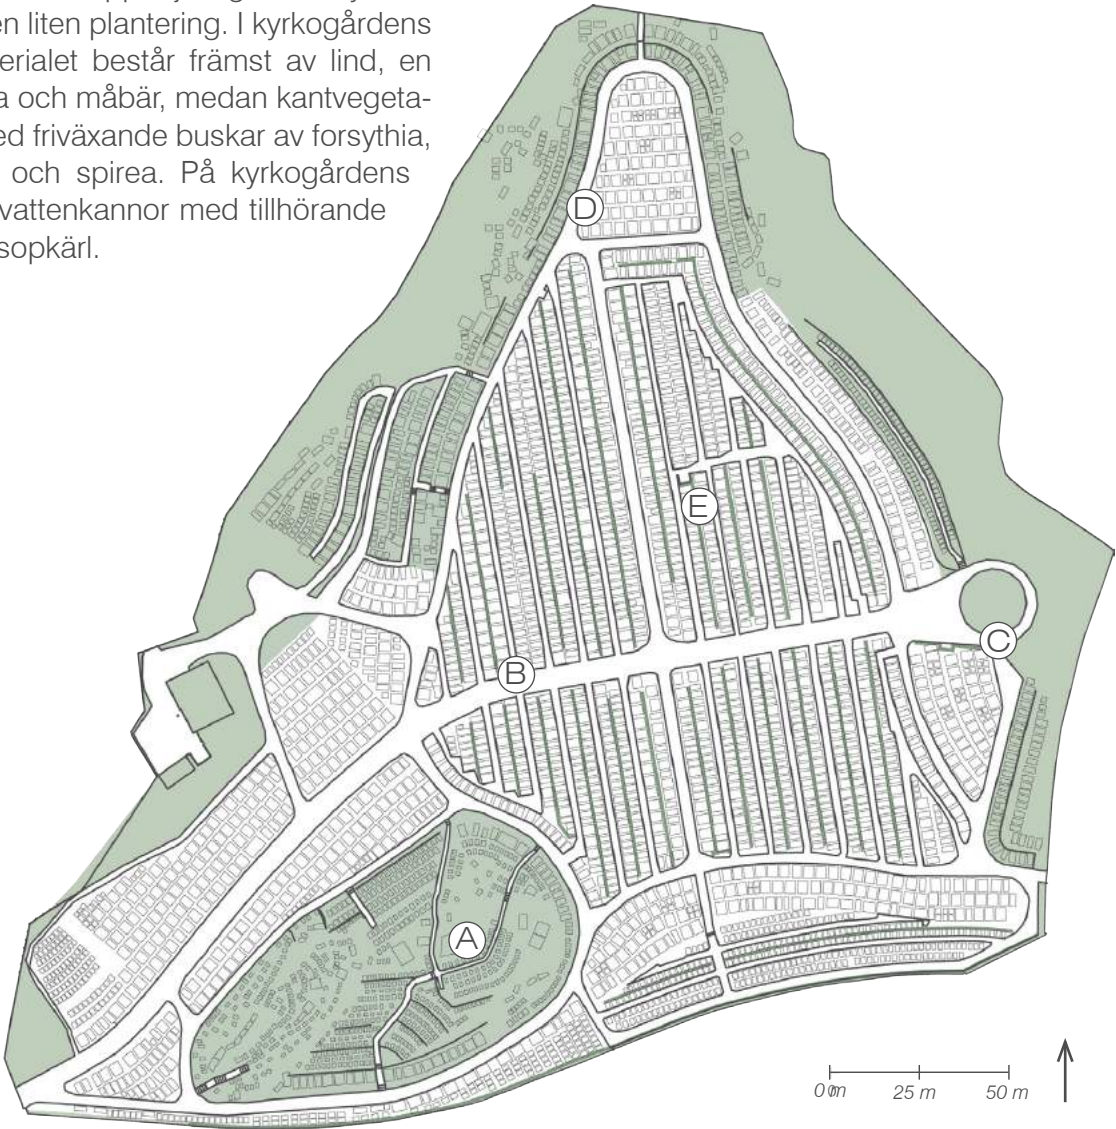 en liten plantering. I kyrkogårdens
erialet består främst av lind, en
a och måbär, medan kantvegeta-
ed friväxande buskar av forsythia,
och spirea. På kyrkogårdens
vattenkannor med tillhörande
sopkärl.
D
E
C
B
A
0 m 25 m 50 m